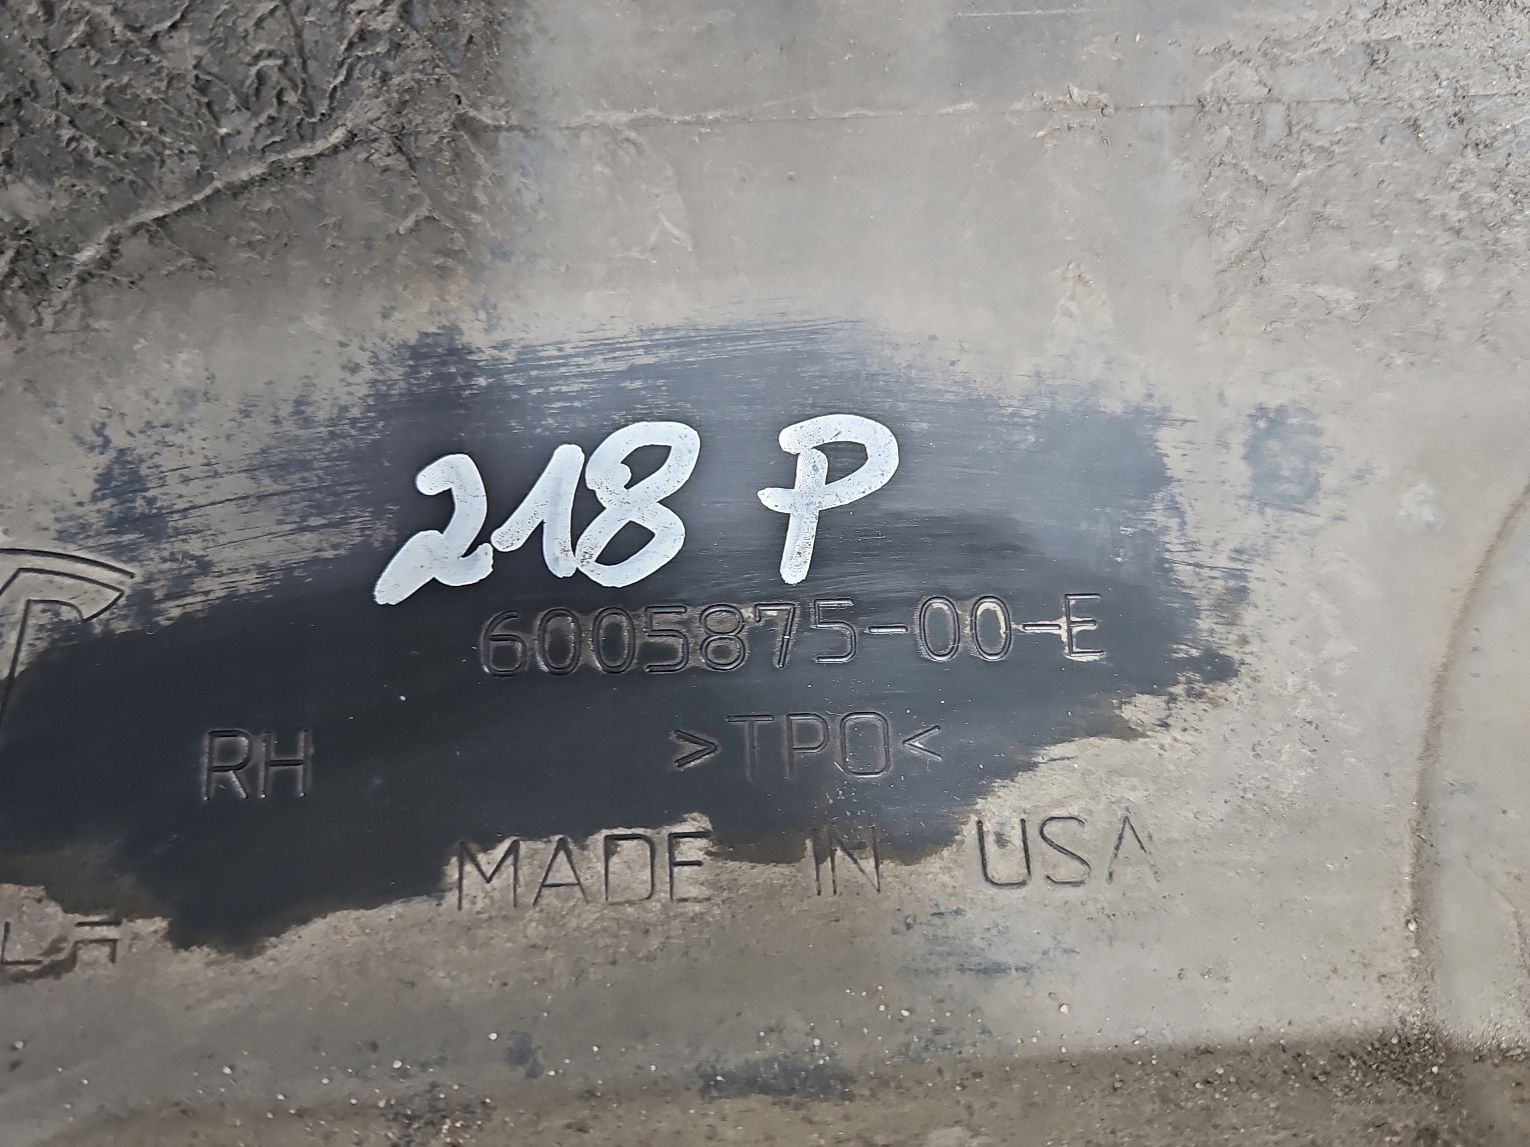 218 P
6005875-00-E
RH >TPO<
MADE IN USA